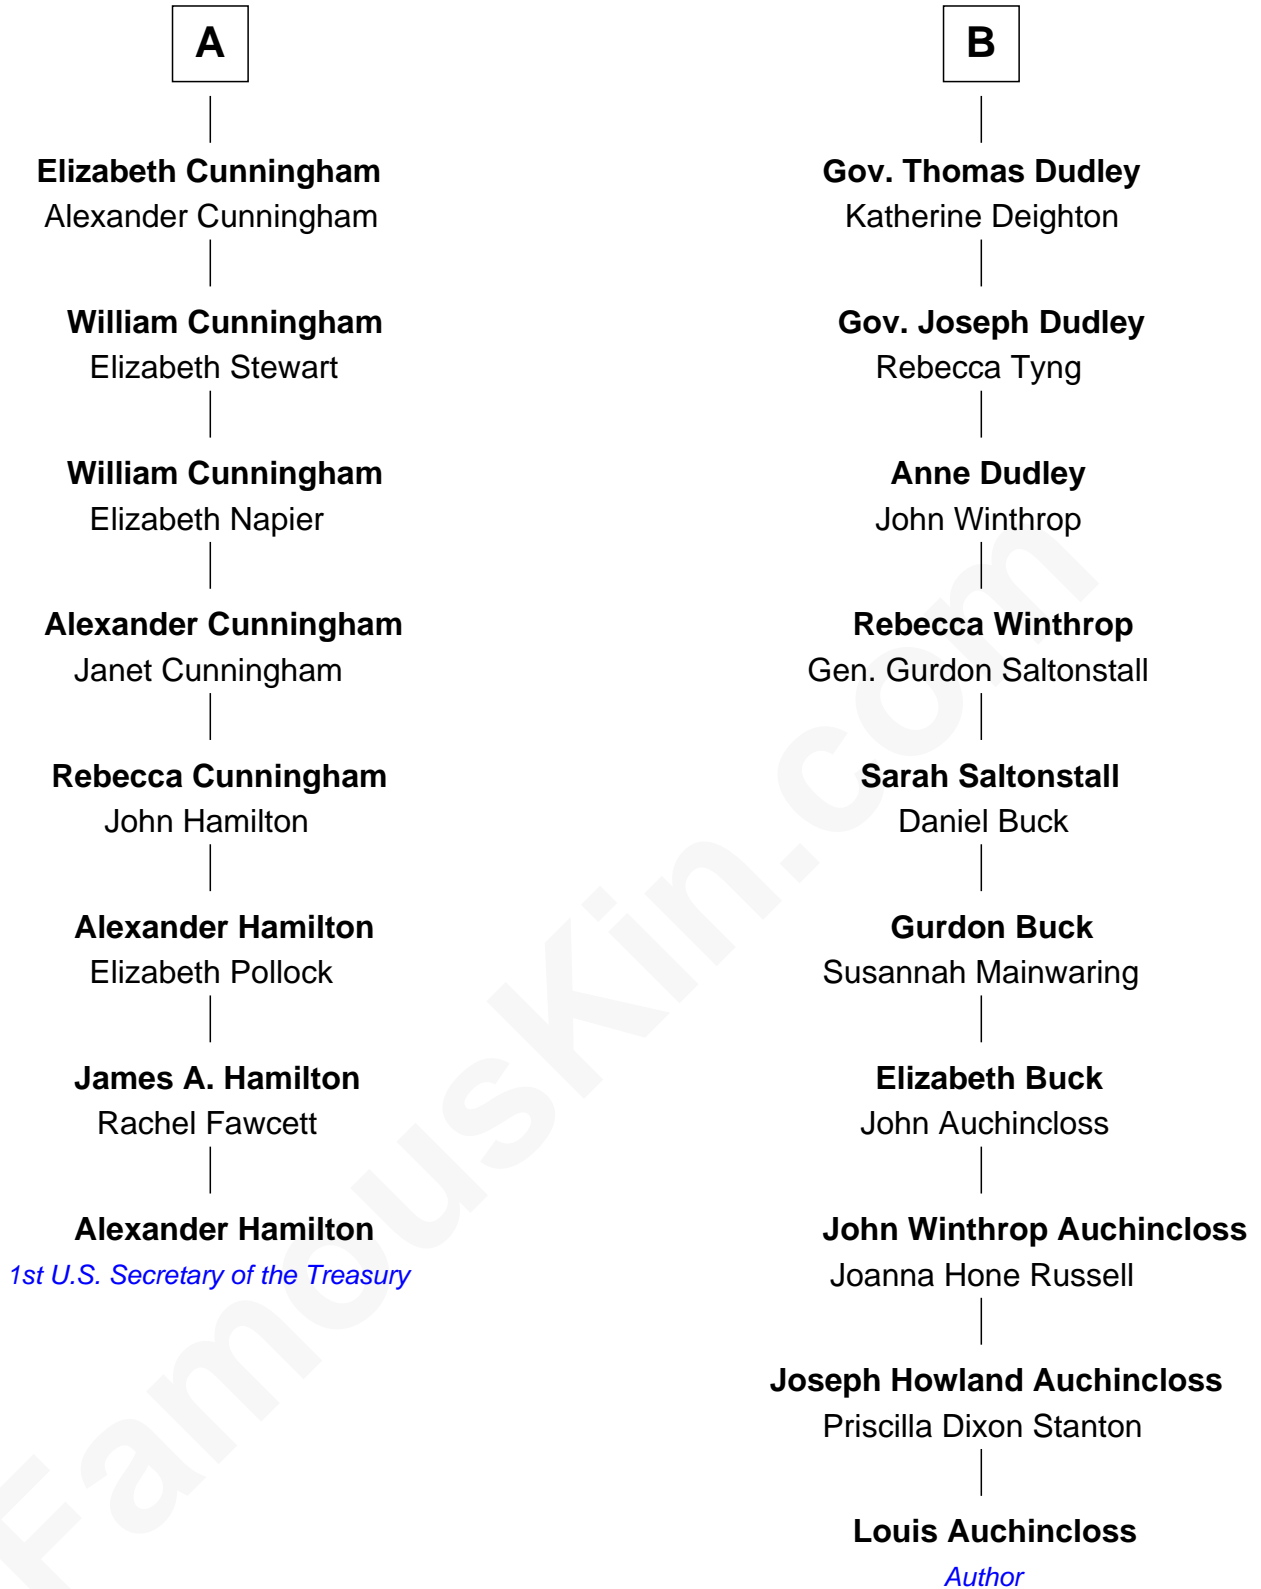 A
Elizabeth Cunningham
Alexander Cunningham
William Cunningham
Elizabeth Stewart
William Cunningham
Elizabeth Napier
Alexander Cunningham
Janet Cunningham
Rebecca Cunningham
John Hamilton
Alexander Hamilton
Elizabeth Pollock
James A. Hamilton
Rachel Fawcett
Alexander Hamilton
1st U.S. Secretary of the Treasury
B
Gov. Thomas Dudley
Katherine Deighton
Gov. Joseph Dudley
Rebecca Tyng
Anne Dudley
John Winthrop
Rebecca Winthrop
Gen. Gurdon Saltonstall
Sarah Saltonstall
Daniel Buck
Gurdon Buck
Susannah Mainwaring
Elizabeth Buck
John Auchincloss
John Winthrop Auchincloss
Joanna Hone Russell
Joseph Howland Auchincloss
Priscilla Dixon Stanton
Louis Auchincloss
Author
FamousKin.com